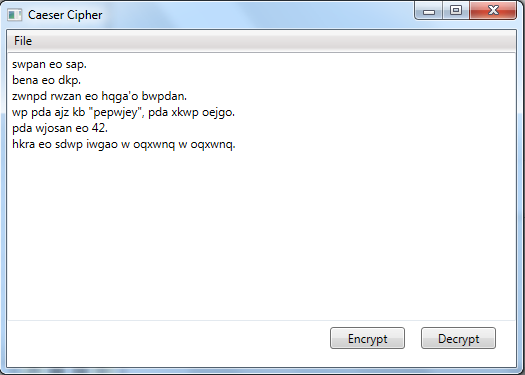 Caeser Cipher
File
swpan eo sap.
bena eo dkp.
zwnpd rwzan eo hqga'o bwpdan.
wp pda ajz kb "pepwjey", pda xkwp oejgo.
pda wjosan eo 42.
hkra eo sdwp iwgao w oqxwnq w oqxwnq.
Encrypt Decrypt